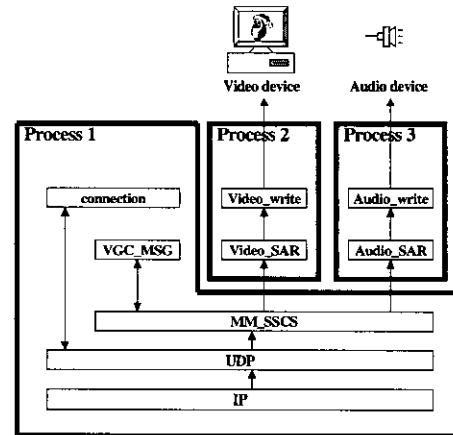 Video device
Audio device
Process 1
Process 2
Process 3
connection
Video_write
Audio_write
VGC_MSG
Video_SAR
Audio_SAR
MM_SSCS
UDP
IP